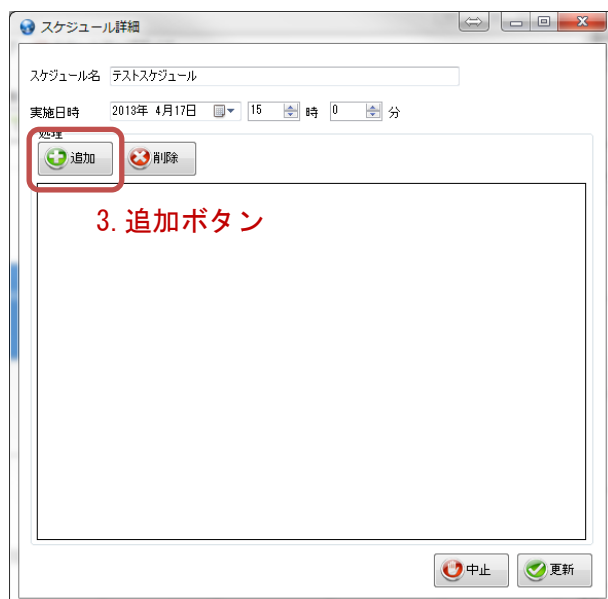 スケジュール詳細
スケジュール名 テストスケジュール
実施日時 2013年 4月17日 15 時 0 分
処理
追加 削除
3. 追加ボタン
中止 更新